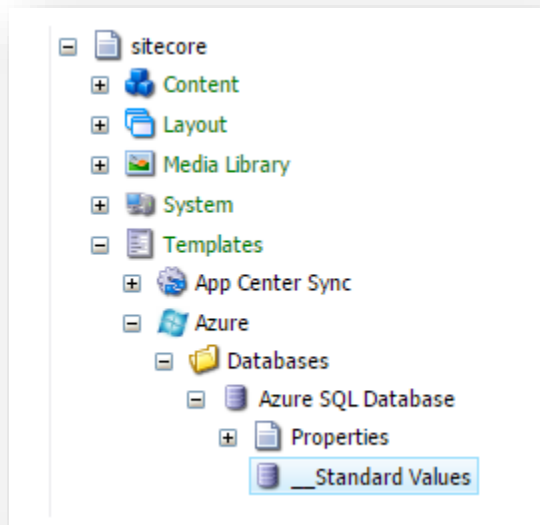 sitecore
Content
Layout
Media Library
System
Templates
App Center Sync
Azure
Databases
Azure SQL Database
Properties
__Standard Values